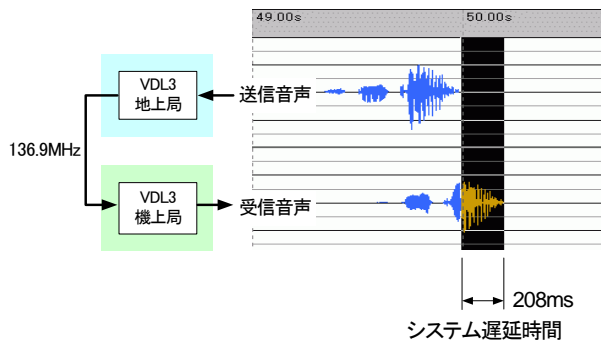 49.00s
50.00s
VDL3
地上局
送信音声
136.9MHz
VDL3
機上局
受信音声
208ms
システム遅延時間